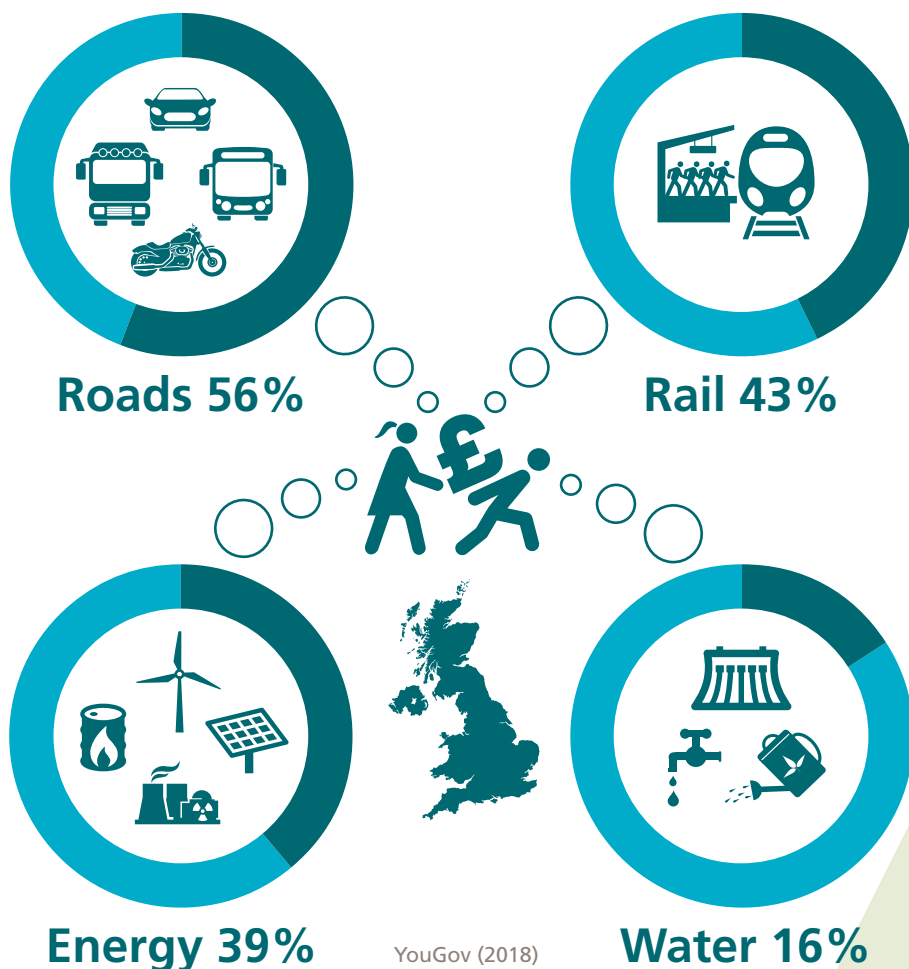 Roads 56%
Rail 43%
£
Energy 39%
Water 16%
YouGov (2018)